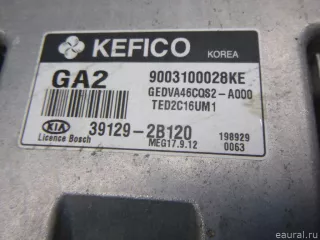 KEFICO KOREA
GA2 9003100028KE
GEDVA46CQS2-A000
TED2C16UM1
KIA 39129-2B120 198929
Licence Bosch MEG17.9.12 0063
eaural.ru